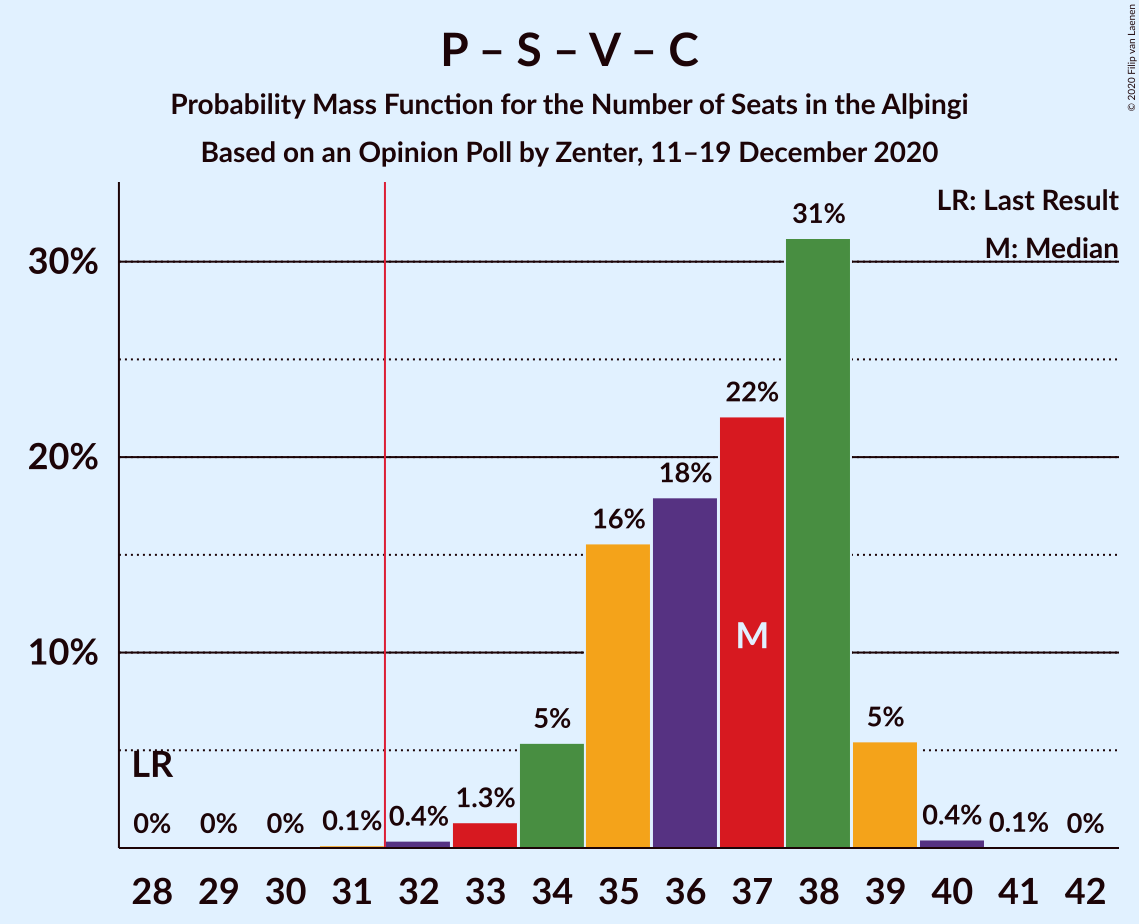 P – S – V – C
Probability Mass Function for the Number of Seats in the Alþingi
Based on an Opinion Poll by Zenter, 11–19 December 2020
© 2020 Filip van Laenen
LR: Last Result
M: Median
30%
20%
10%
31%
22%
18%
16%
M
5%
5%
LR
0%
0%
0%
0.1%
0.4%
1.3%
0.4%
0.1%
0%
28 29 30 31 32 33 34 35 36 37 38 39 40 41 42